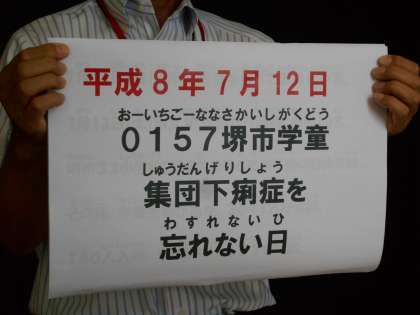 平成8年7月12日
おーいちごーななさかいしがくどう
O157堺市学童
しゅうだんげりしょう
集団下痢症を
わすれないひ
忘れない日